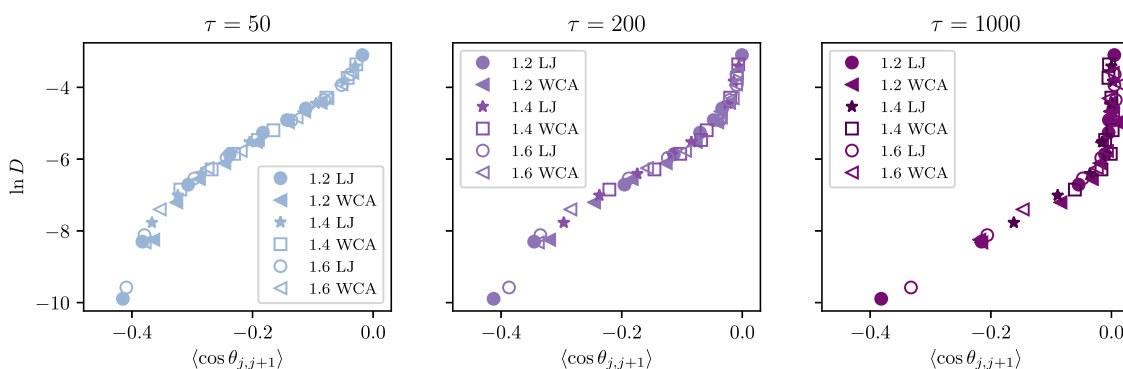 τ = 50
τ = 200
τ = 1000
ln D
−4
−6
−8
−10
1.2 LJ
1.2 WCA
1.4 LJ
1.4 WCA
1.6 LJ
1.6 WCA
−0.4
−0.2
0.0
⟨cos θj,j+1⟩
1.2 LJ
1.2 WCA
1.4 LJ
1.4 WCA
1.6 LJ
1.6 WCA
−0.4
−0.2
0.0
⟨cos θj,j+1⟩
1.2 LJ
1.2 WCA
1.4 LJ
1.4 WCA
1.6 LJ
1.6 WCA
−0.4
−0.2
0.0
⟨cos θj,j+1⟩